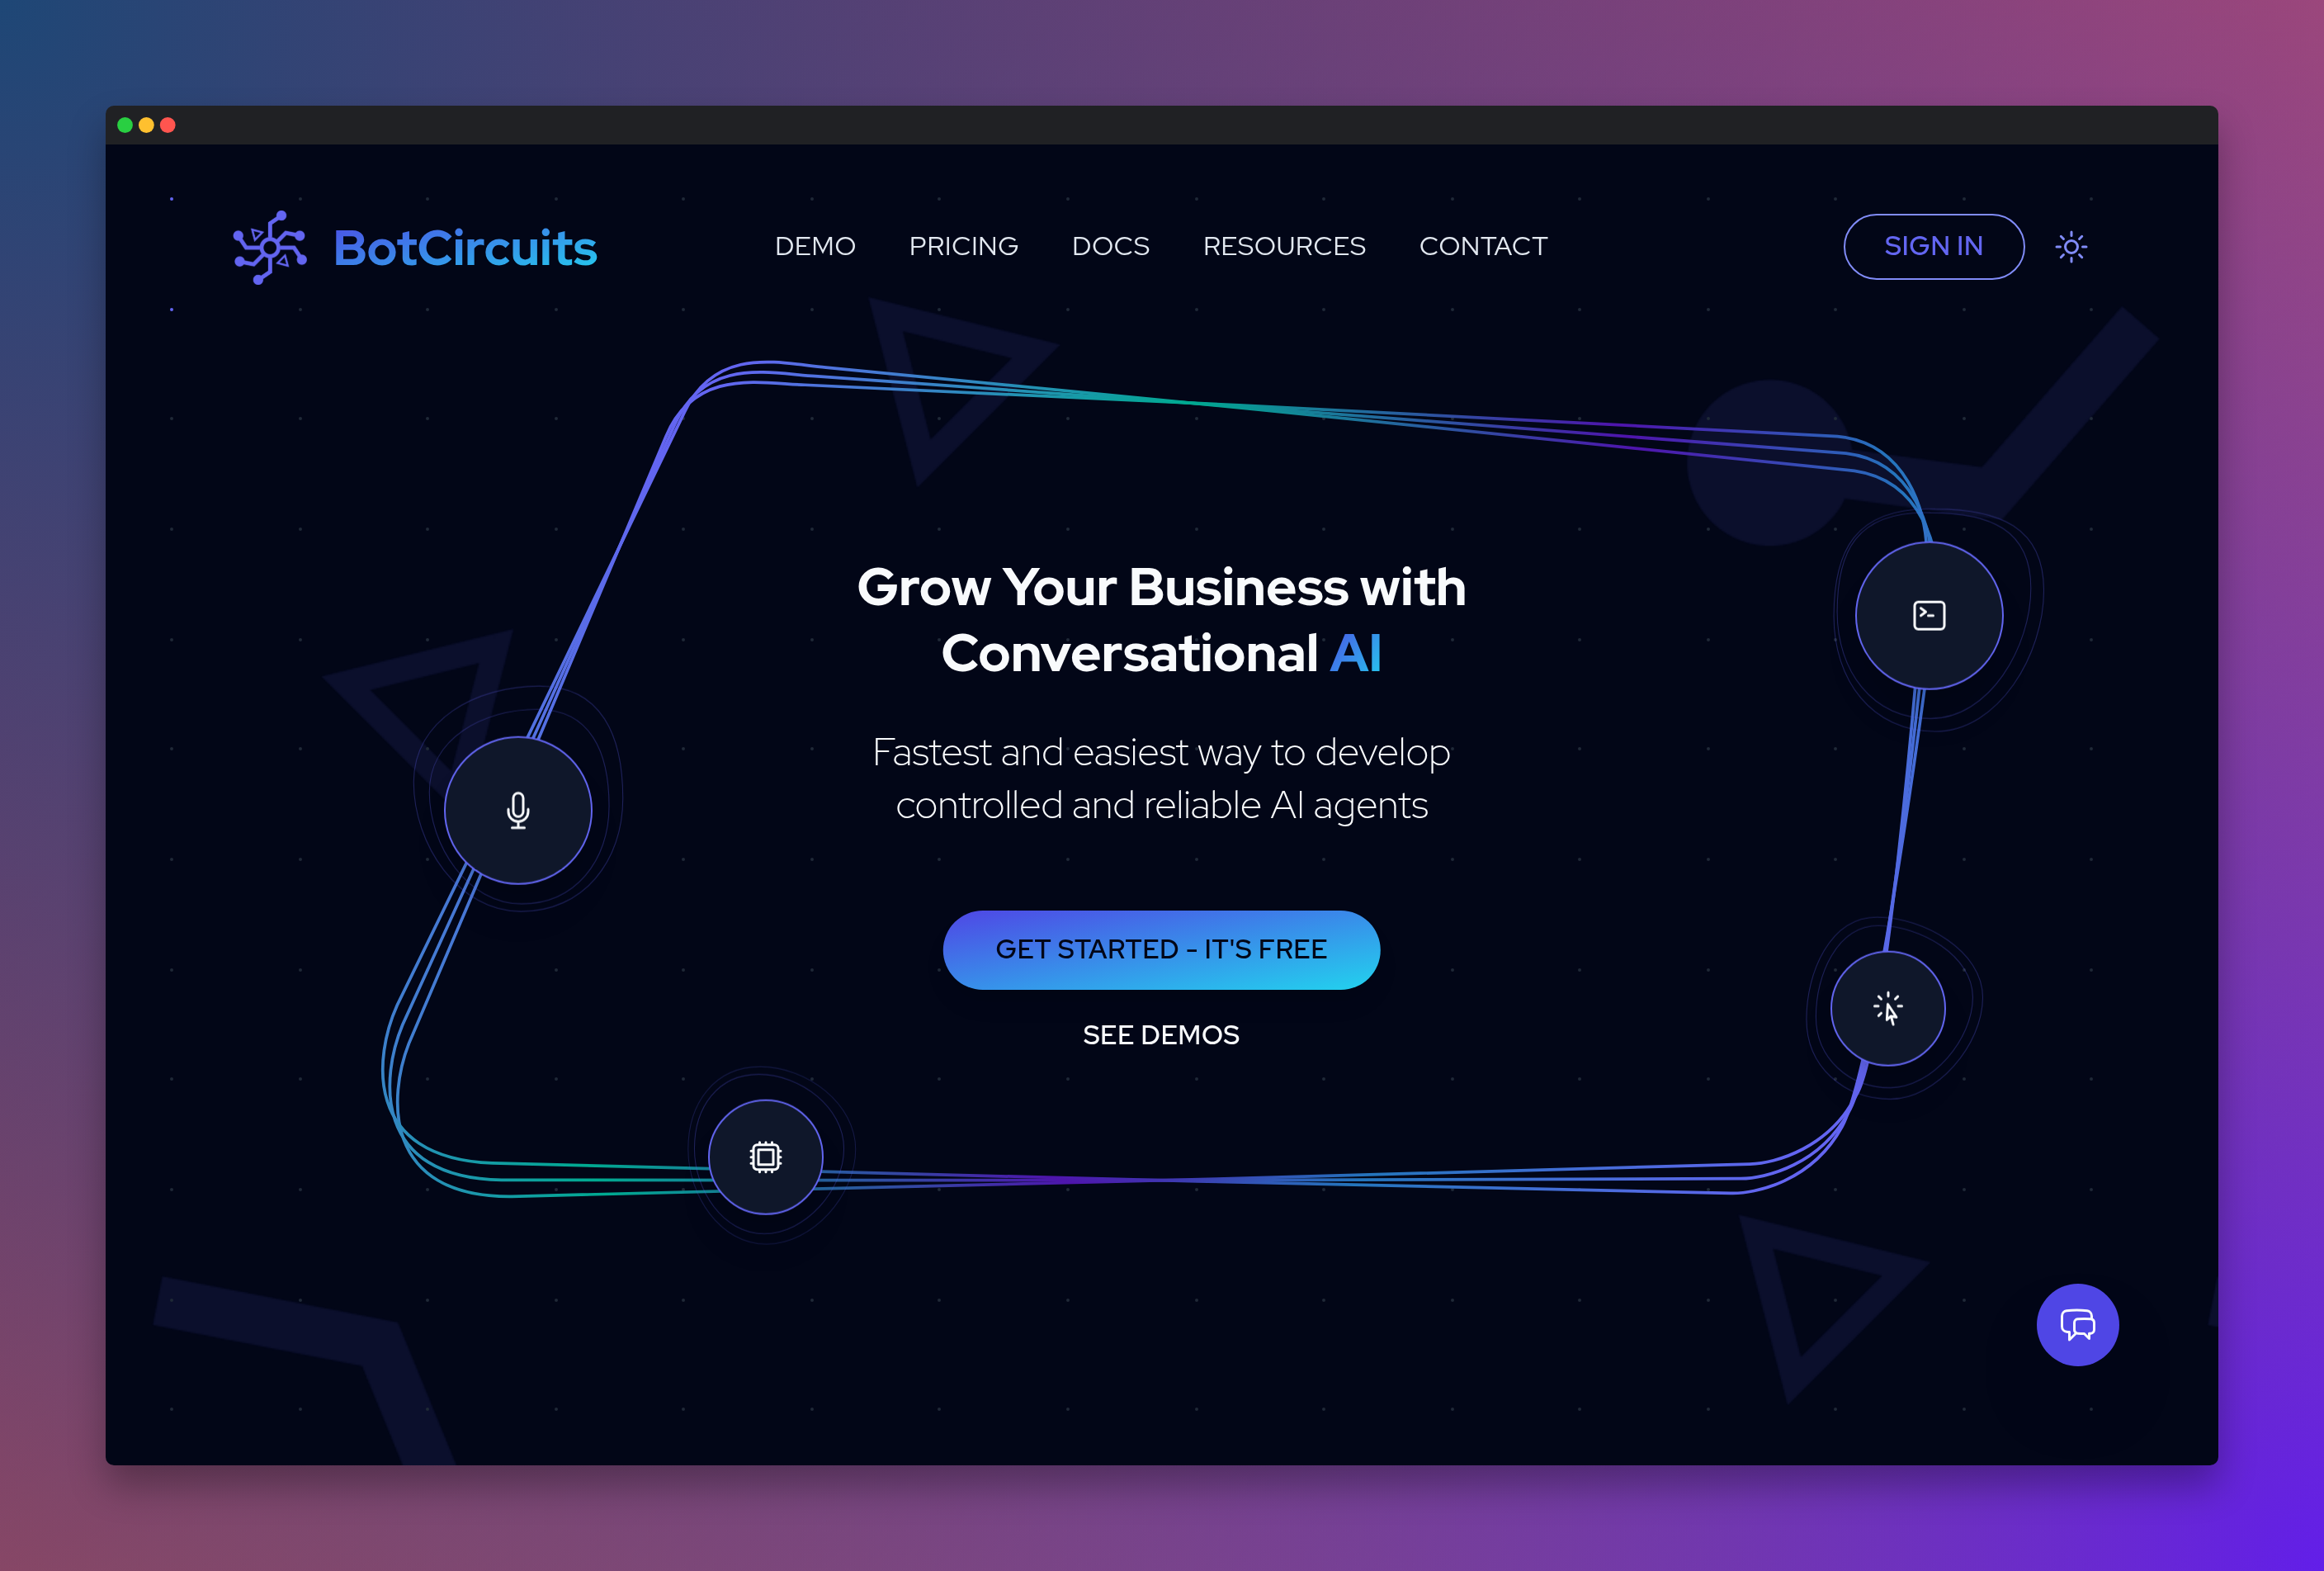 BotCircuits
DEMO
PRICING
DOCS
RESOURCES
CONTACT
SIGN IN
Grow Your Business with
Conversational AI
Fastest and easiest way to develop
controlled and reliable AI agents
GET STARTED - IT'S FREE
SEE DEMOS